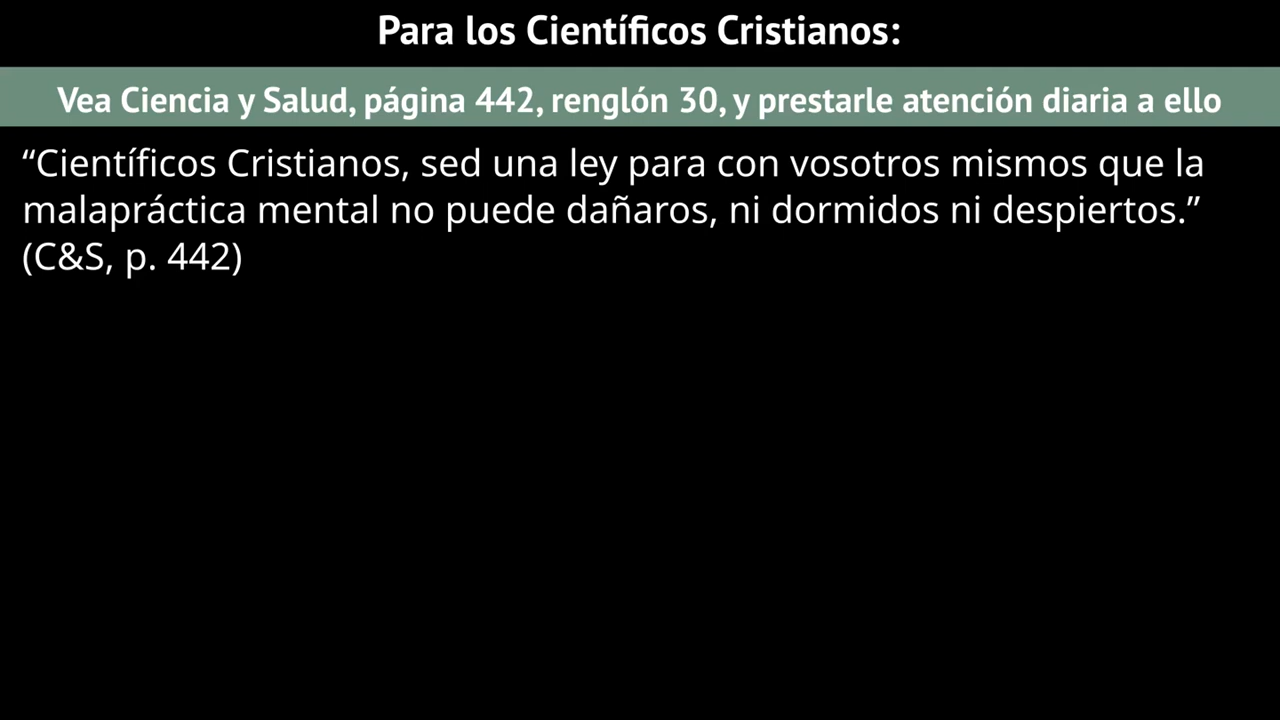 Para los Científicos Cristianos:
Vea Ciencia y Salud, página 442, renglón 30, y prestarle atención diaria a ello
“Científicos Cristianos, sed una ley para con vosotros mismos que la
malapráctica mental no puede dañaros, ni dormidos ni despiertos.”
(C&S, p. 442)